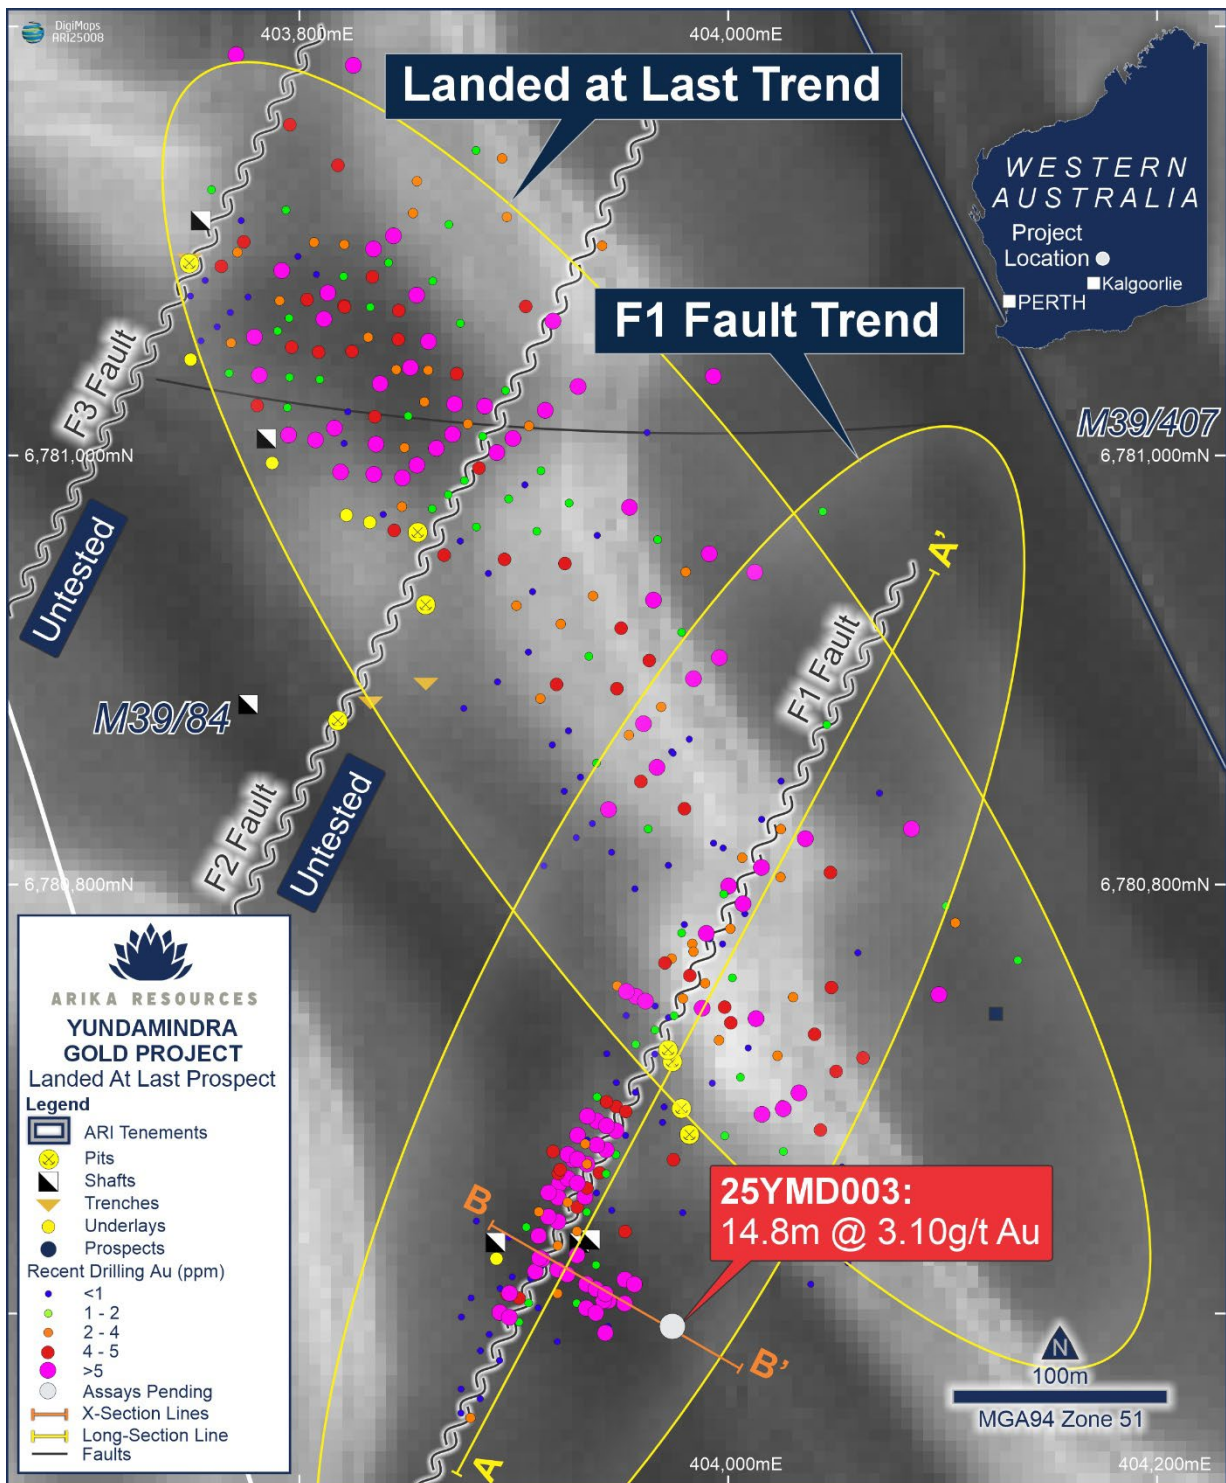 DigiMaps
ARI25008
403,800mE
404,000mE
Landed at Last Trend
WESTERN
AUSTRALIA
Project
Location
Kalgoorlie
PERTH
F1 Fault Trend
F3 Fault
M39/407
6,781,000mN
6,781,000mN
Untested
A'
F1 Fault
M39/84
F2 Fault
Untested
6,780,800mN
6,780,800mN
ARIKA RESOURCES
YUNDAMINDRA
GOLD PROJECT
Landed At Last Prospect
Legend
ARI Tenements
Pits
Shafts
Trenches
Underlays
Prospects
Recent Drilling Au (ppm)
<1
1 - 2
2 - 4
4 - 5
>5
Assays Pending
X-Section Lines
Long-Section Line
Faults
25YMD003:
14.8m @ 3.10g/t Au
B
B'
A
N
100m
MGA94 Zone 51
404,000mE
404,200mE